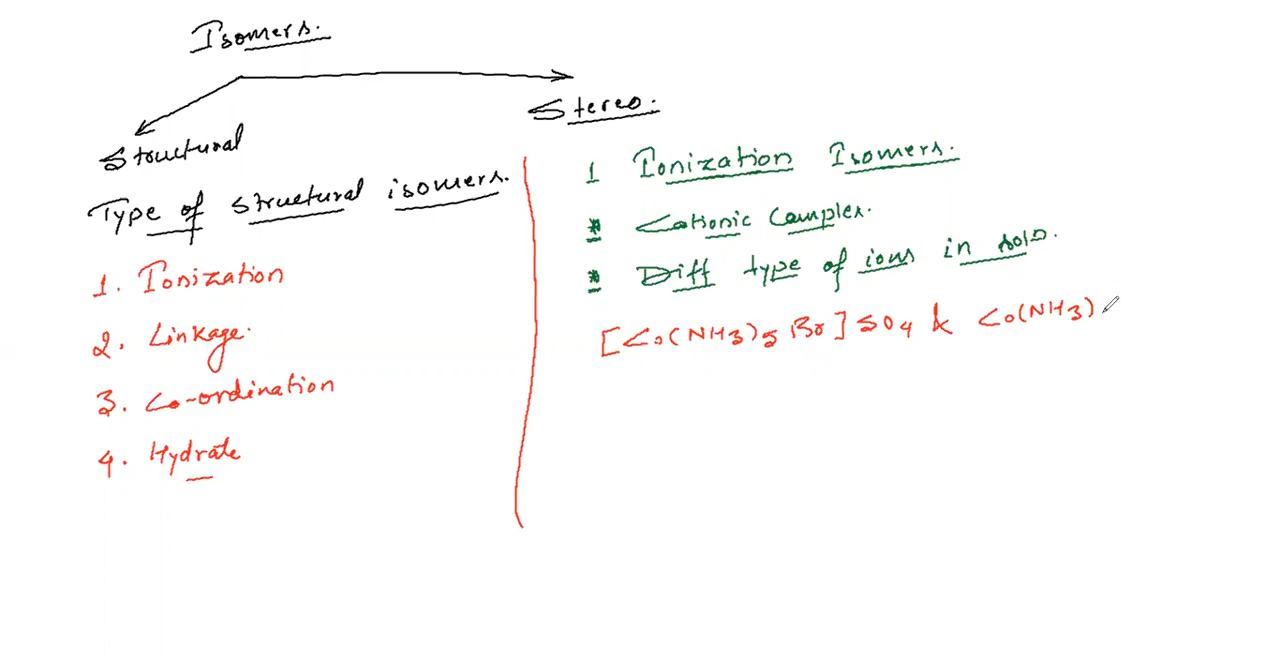 Isomers.
Structural
Stereo.
Type of structural isomers.
1. Ionization
2. Linkage.
3. Co-ordination
4. Hydrate
1 Ionization Isomers.
* Cationic Complex.
* Diff type of ions in soln.
[Co(NH3)5 Br] SO4 & Co(NH3)